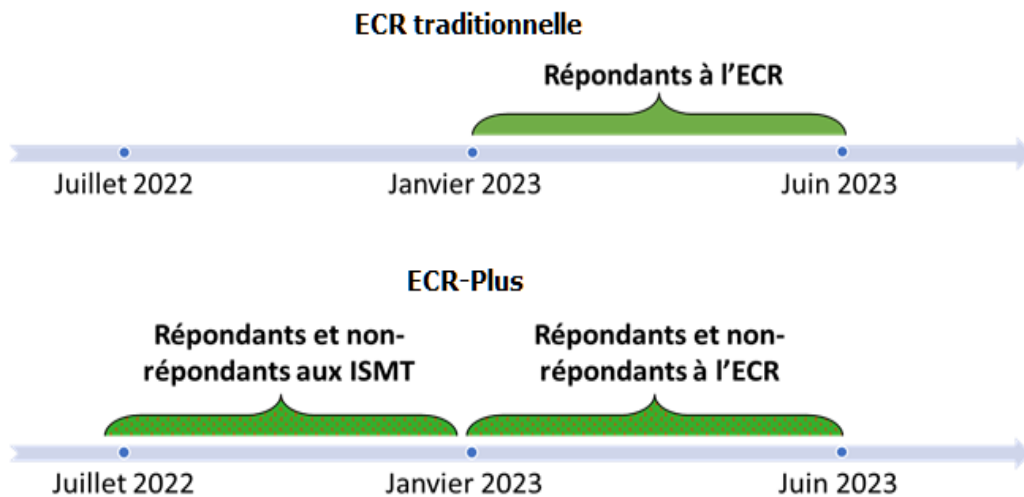 ECR traditionnelle
Répondants à l’ECR
Juillet 2022
Janvier 2023
Juin 2023
ECR-Plus
Répondants et non-
répondants aux ISMT
Répondants et non-
répondants à l’ECR
Juillet 2022
Janvier 2023
Juin 2023